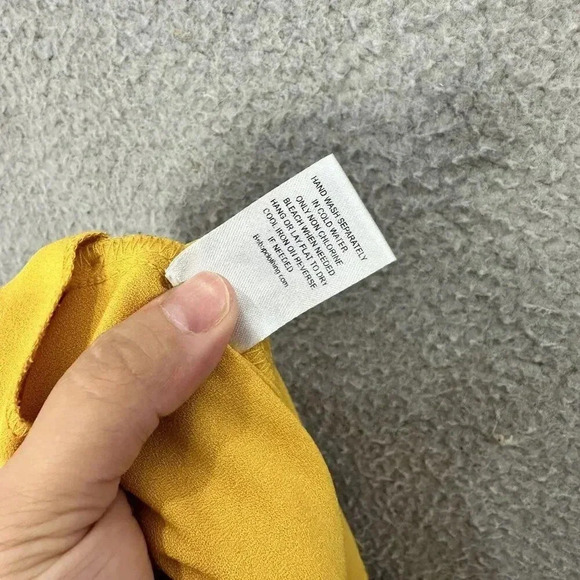 HAND WASH SEPARATELY
IN COLD WATER
ONLY NON CHLORINE
BLEACH WHEN NEEDED
HANG OR LAY FLAT TO DRY
COOL IRON ON REVERSE
IF NEEDED